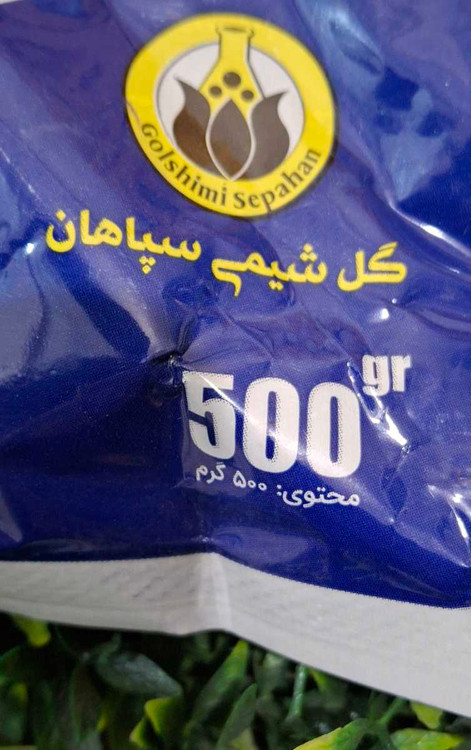 Golshimi Sepahan
گل شیمی سپاهان
500gr
محتوی: ۵۰۰ گرم